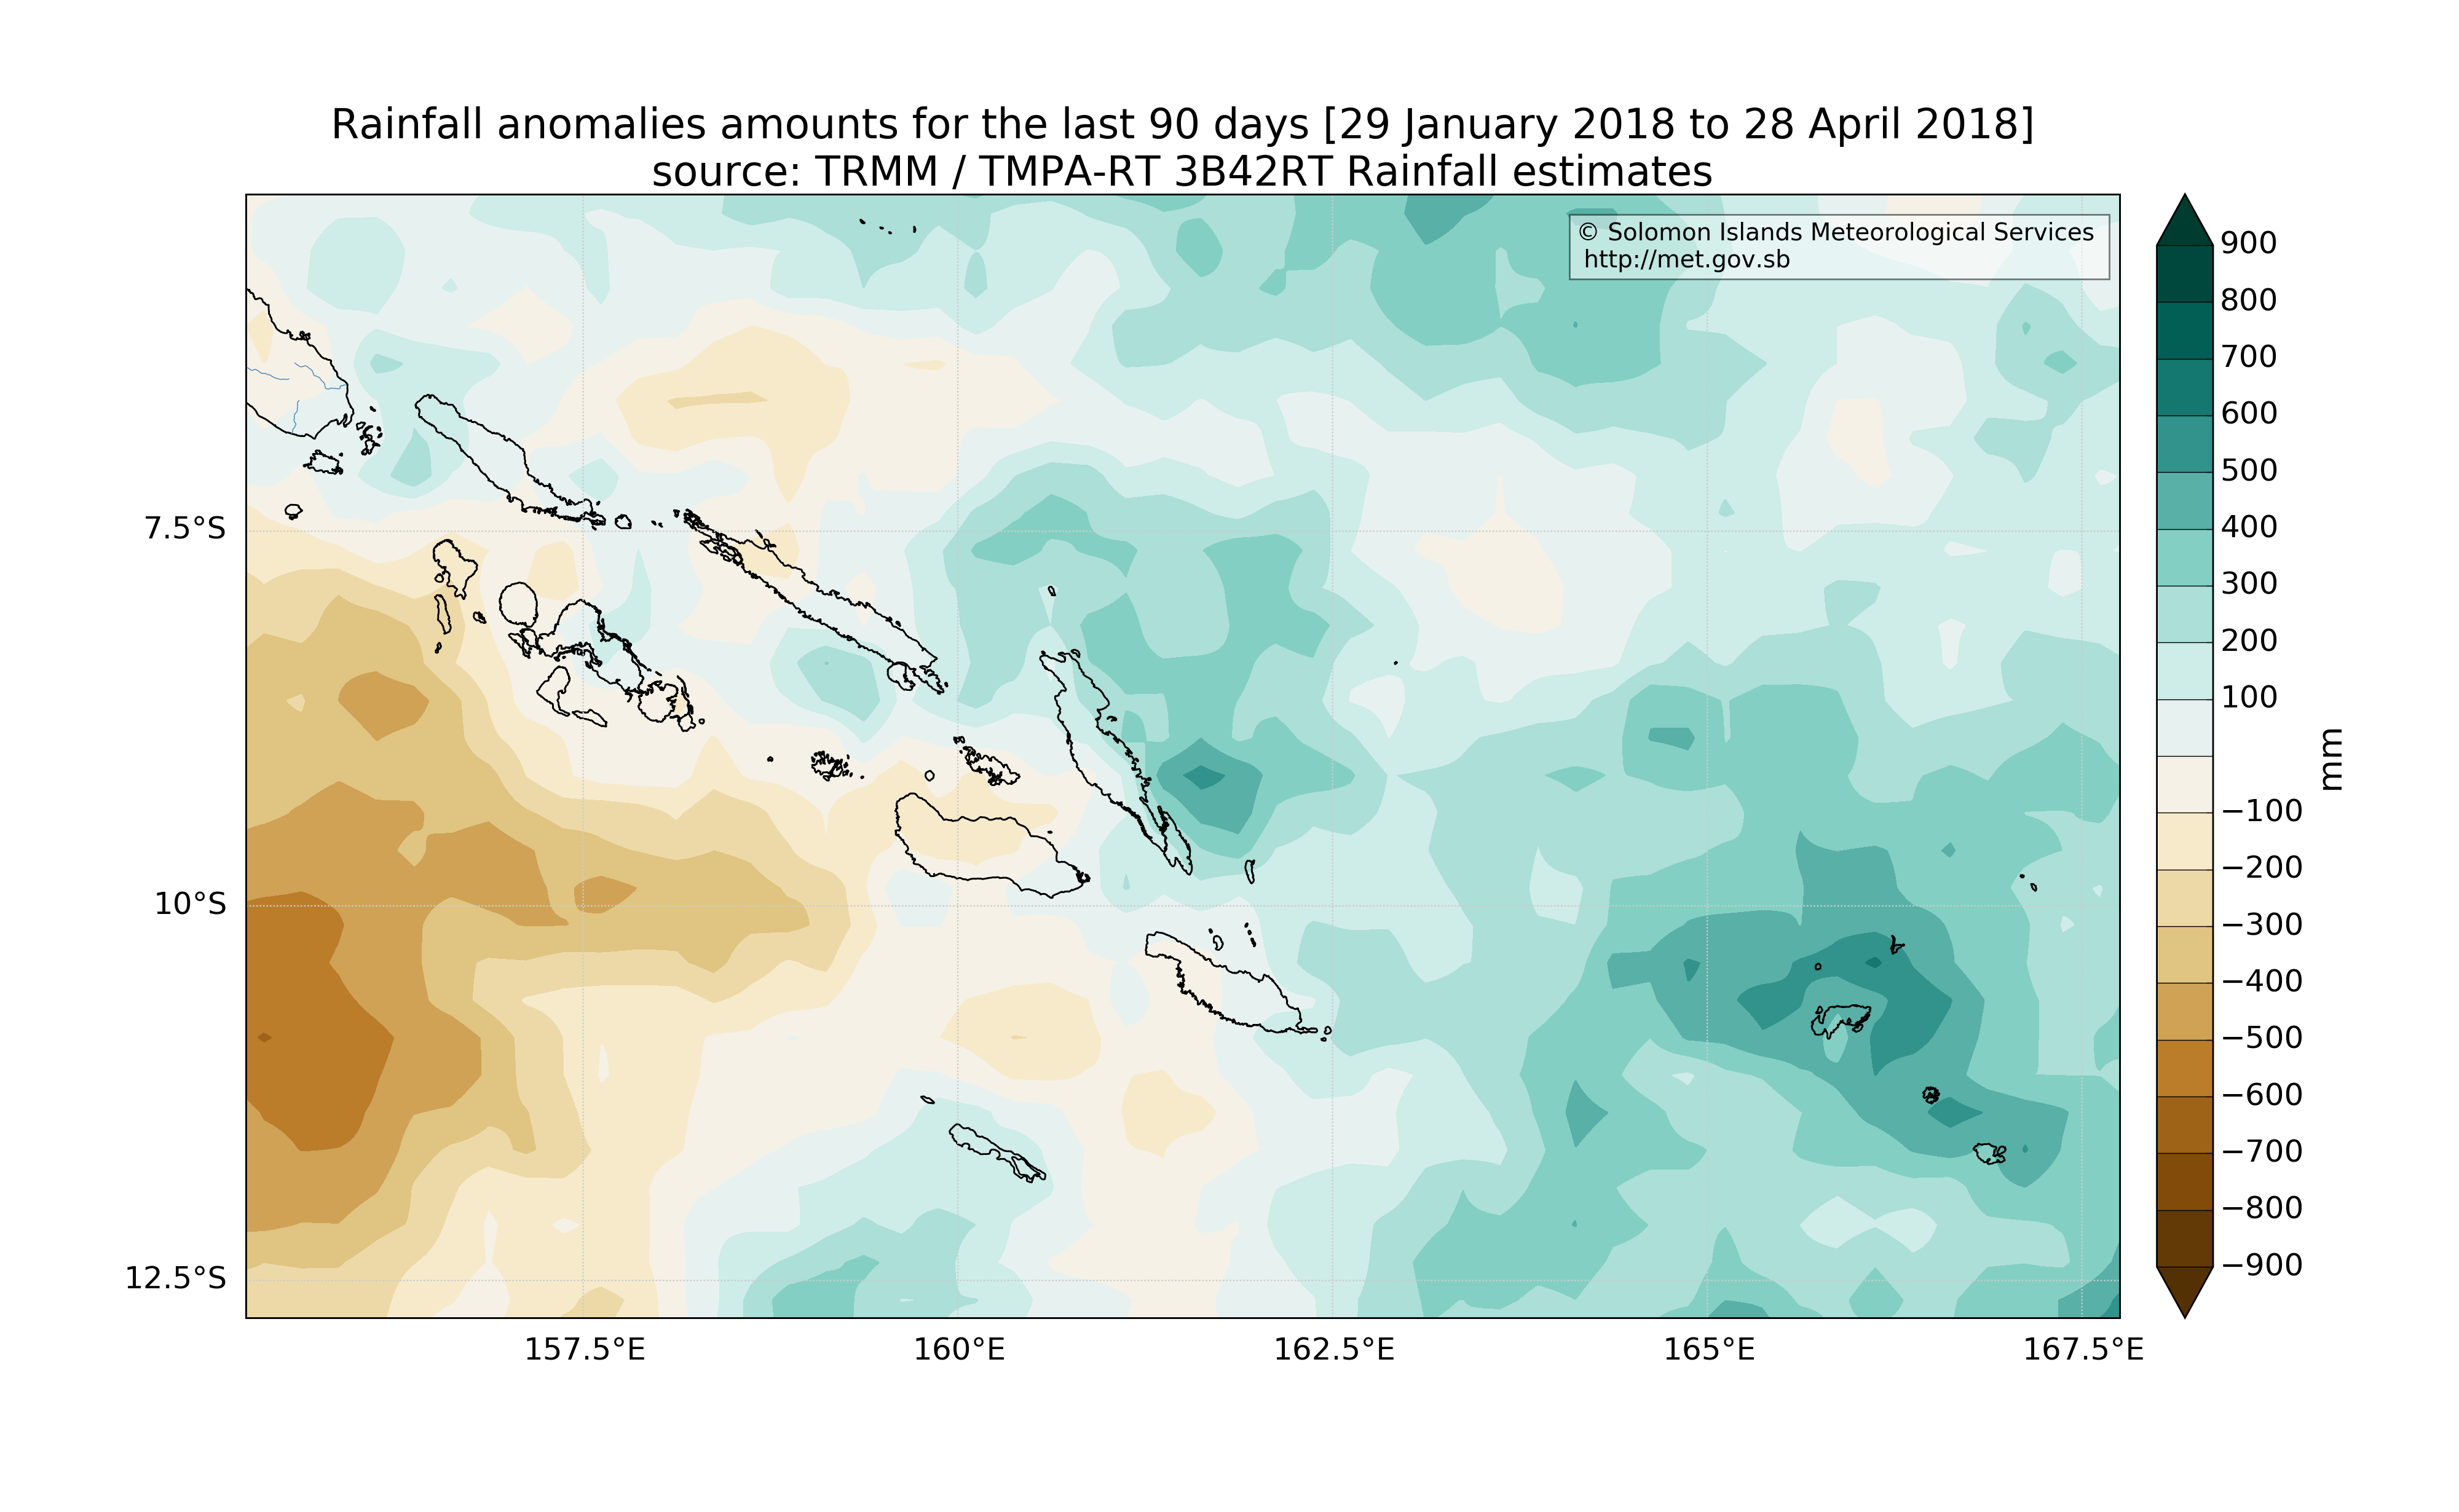 Rainfall anomalies amounts for the last 90 days [29 January 2018 to 28 April 2018]
source: TRMM / TMPA-RT 3B42RT Rainfall estimates
© Solomon Islands Meteorological Services
http://met.gov.sb
7.5°S
10°S
12.5°S
157.5°E
160°E
162.5°E
165°E
167.5°E
900
800
700
600
500
400
300
200
100
−100
−200
−300
−400
−500
−600
−700
−800
−900
mm